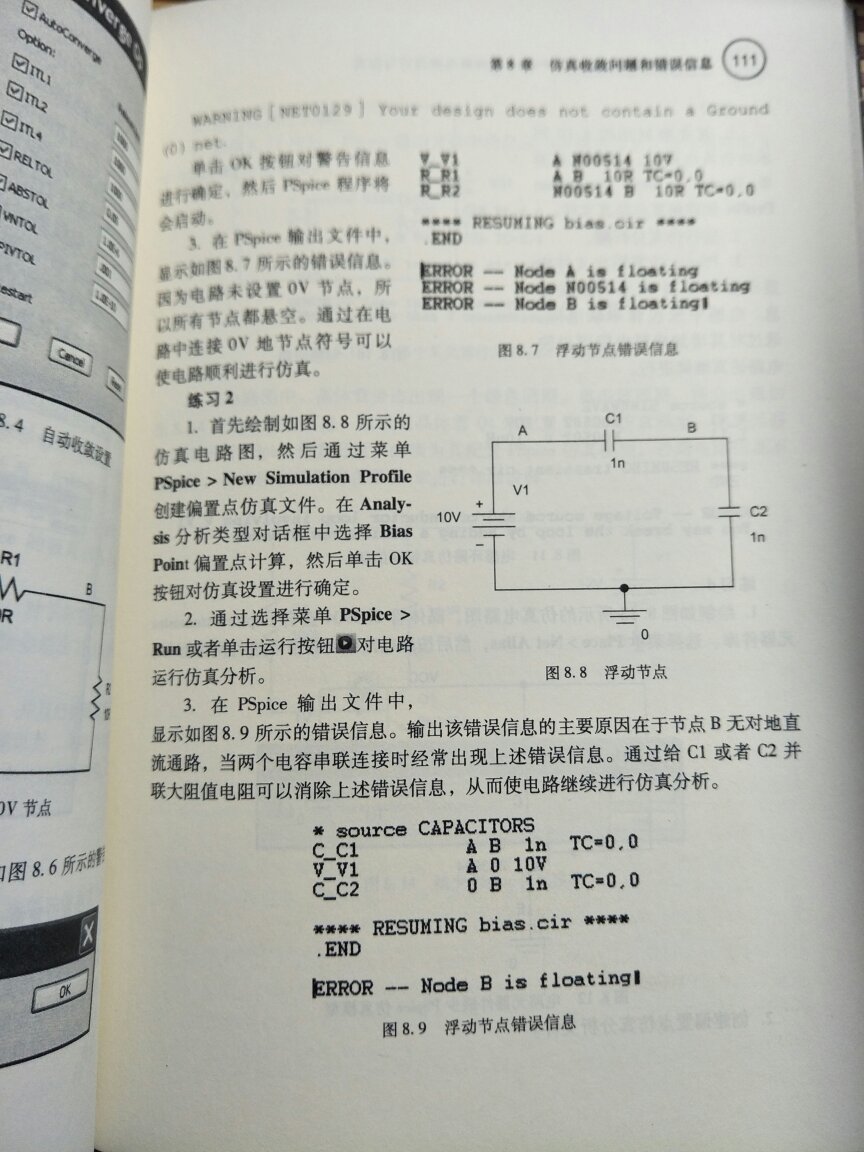 AutoConverge
Option:
ITL1
ITL2
ITL4
RELTOL
ABSTOL
VNTOL
PIVTOL
Cancel
8.4 自动收敛设置
R1
B
0V 节点
如图 8.6 所示的警
OK
第 8 章 仿真收敛问题和错误信息 111
WARNING [NET0129] Your design does not contain a Ground
(0) net.
单击 OK 按钮对警告信息
进行确定，然后 PSpice 程序将
会启动。
3. 在 PSpice 输出文件中，
显示如图8.7 所示的错误信息。
因为电路未设置 0V 节点，所
以所有节点都悬空。通过在电
路中连接 0V 地节点符号可以
使电路顺利进行仿真。
V_V1 A N00514 10V
R_R1 A B 10R TC=0,0
R_R2 N00514 B 10R TC=0,0
**** RESUMING bias.cir ****
.END
ERROR -- Node A is floating
ERROR -- Node N00514 is floating
ERROR -- Node B is floating
图 8.7 浮动节点错误信息
练习 2
1. 首先绘制如图 8.8 所示的
仿真电路图，然后通过菜单
PSpice > New Simulation Profile
创建偏置点仿真文件。在 Analy-
sis 分析类型对话框中选择 Bias
Point 偏置点计算，然后单击 OK
按钮对仿真设置进行确定。
2. 通过选择菜单 PSpice >
Run 或者单击运行按钮对电路
运行仿真分析。
A
C1
B
1n
V1
+
10V
-
C2
1n
0
图 8.8 浮动节点
3. 在 PSpice 输出文件中，
显示如图8.9 所示的错误信息。输出该错误信息的主要原因在于节点 B 无对地直
流通路，当两个电容串联连接时经常出现上述错误信息。通过给 C1 或者 C2 并
联大阻值电阻可以消除上述错误信息，从而使电路继续进行仿真分析。
* source CAPACITORS
C_C1 A B 1n TC=0,0
V_V1 A 0 10V
C_C2 0 B 1n TC=0,0
**** RESUMING bias.cir ****
.END
ERROR -- Node B is floating
图 8.9 浮动节点错误信息